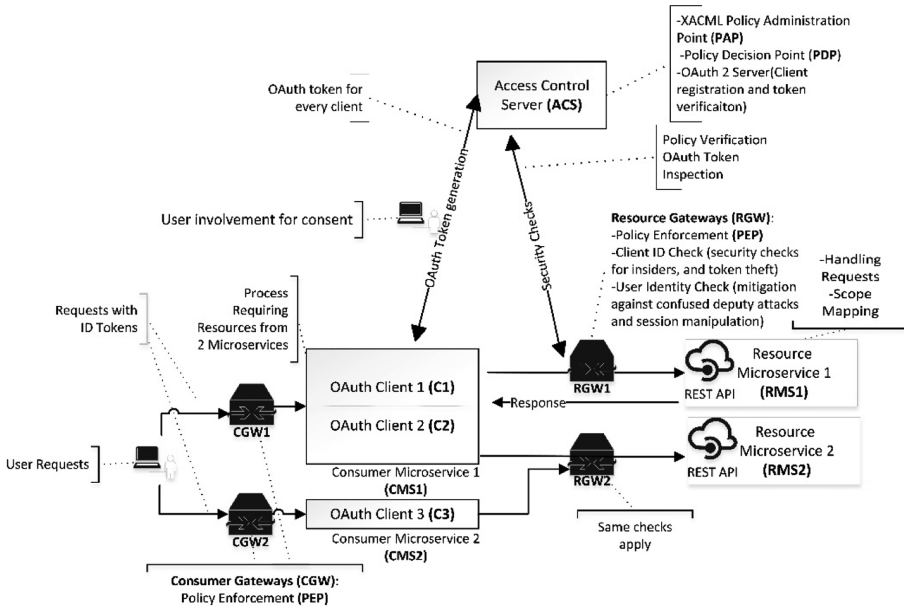 -XACML Policy Administration
Point (PAP)
-Policy Decision Point (PDP)
-OAuth 2 Server(Client
registration and token
verificaiton)
Access Control
Server (ACS)
OAuth token for
every client
Policy Verification
OAuth Token
Inspection
User involvement for consent
OAuth Token generation
Security Checks
Resource Gateways (RGW):
-Policy Enforcement (PEP)
-Client ID Check (security checks
for insiders, and token theft)
-User Identity Check (mitigation
against confused deputy attacks
and session manipulation)
-Handling
Requests
-Scope
Mapping
Requests with
ID Tokens
Process
Requiring
Resources from
2 Microservices
OAuth Client 1 (C1)
OAuth Client 2 (C2)
Consumer Microservice 1
(CMS1)
CGW1
RGW1
Response
Resource
Microservice 1
(RMS1)
REST API
User Requests
RGW2
Resource
Microservice 2
(RMS2)
REST API
CGW2
OAuth Client 3 (C3)
Consumer Microservice 2
(CMS2)
Same checks
apply
Consumer Gateways (CGW):
Policy Enforcement (PEP)